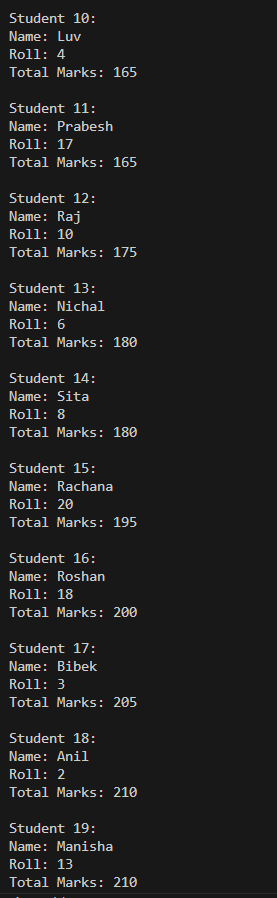 Student 10:
Name: Luv
Roll: 4
Total Marks: 165
Student 11:
Name: Prabesh
Roll: 17
Total Marks: 165
Student 12:
Name: Raj
Roll: 10
Total Marks: 175
Student 13:
Name: Nichal
Roll: 6
Total Marks: 180
Student 14:
Name: Sita
Roll: 8
Total Marks: 180
Student 15:
Name: Rachana
Roll: 20
Total Marks: 195
Student 16:
Name: Roshan
Roll: 18
Total Marks: 200
Student 17:
Name: Bibek
Roll: 3
Total Marks: 205
Student 18:
Name: Anil
Roll: 2
Total Marks: 210
Student 19:
Name: Manisha
Roll: 13
Total Marks: 210